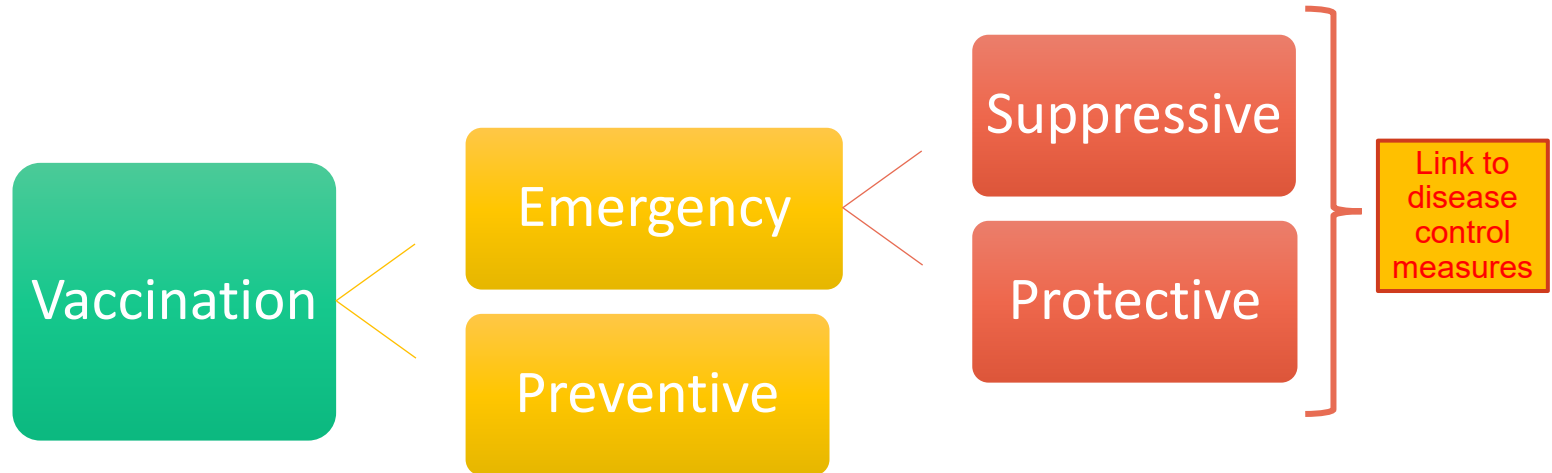 Vaccination
Emergency
Preventive
Suppressive
Protective
Link to
disease
control
measures